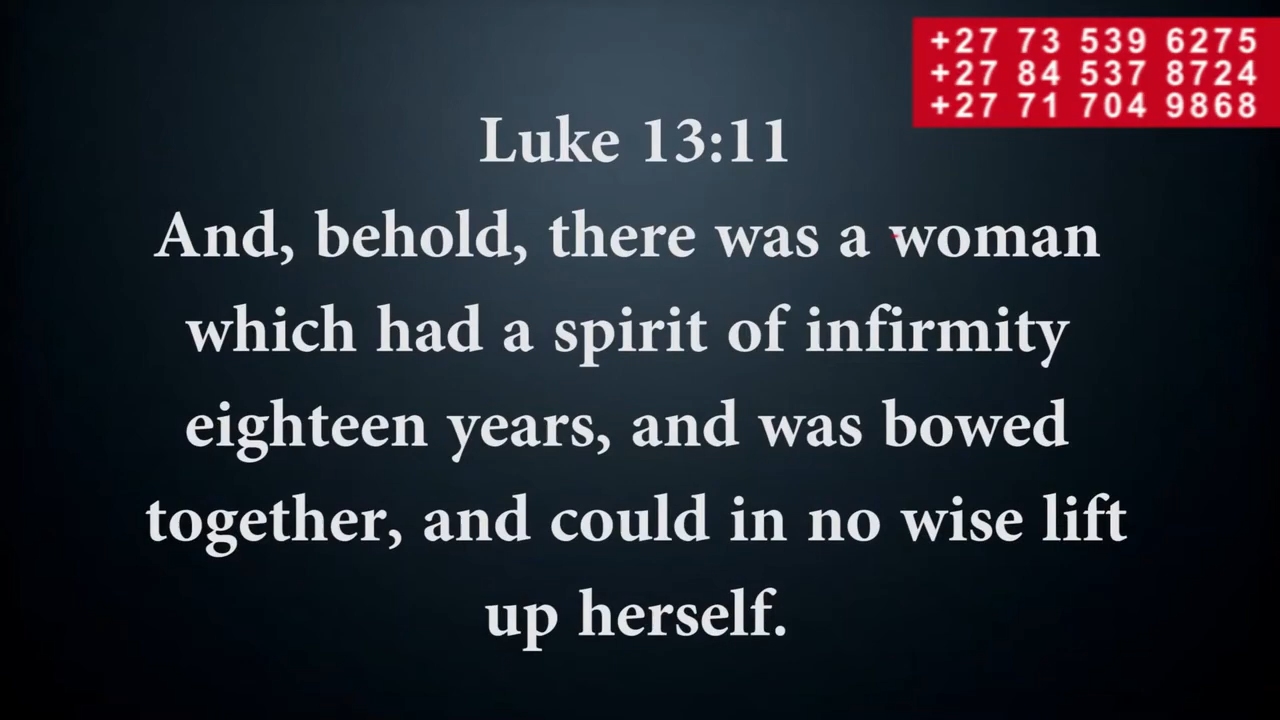 +27 73 539 6275
+27 84 537 8724
+27 71 704 9868
Luke 13:11
And, behold, there was a woman
which had a spirit of infirmity
eighteen years, and was bowed
together, and could in no wise lift
up herself.